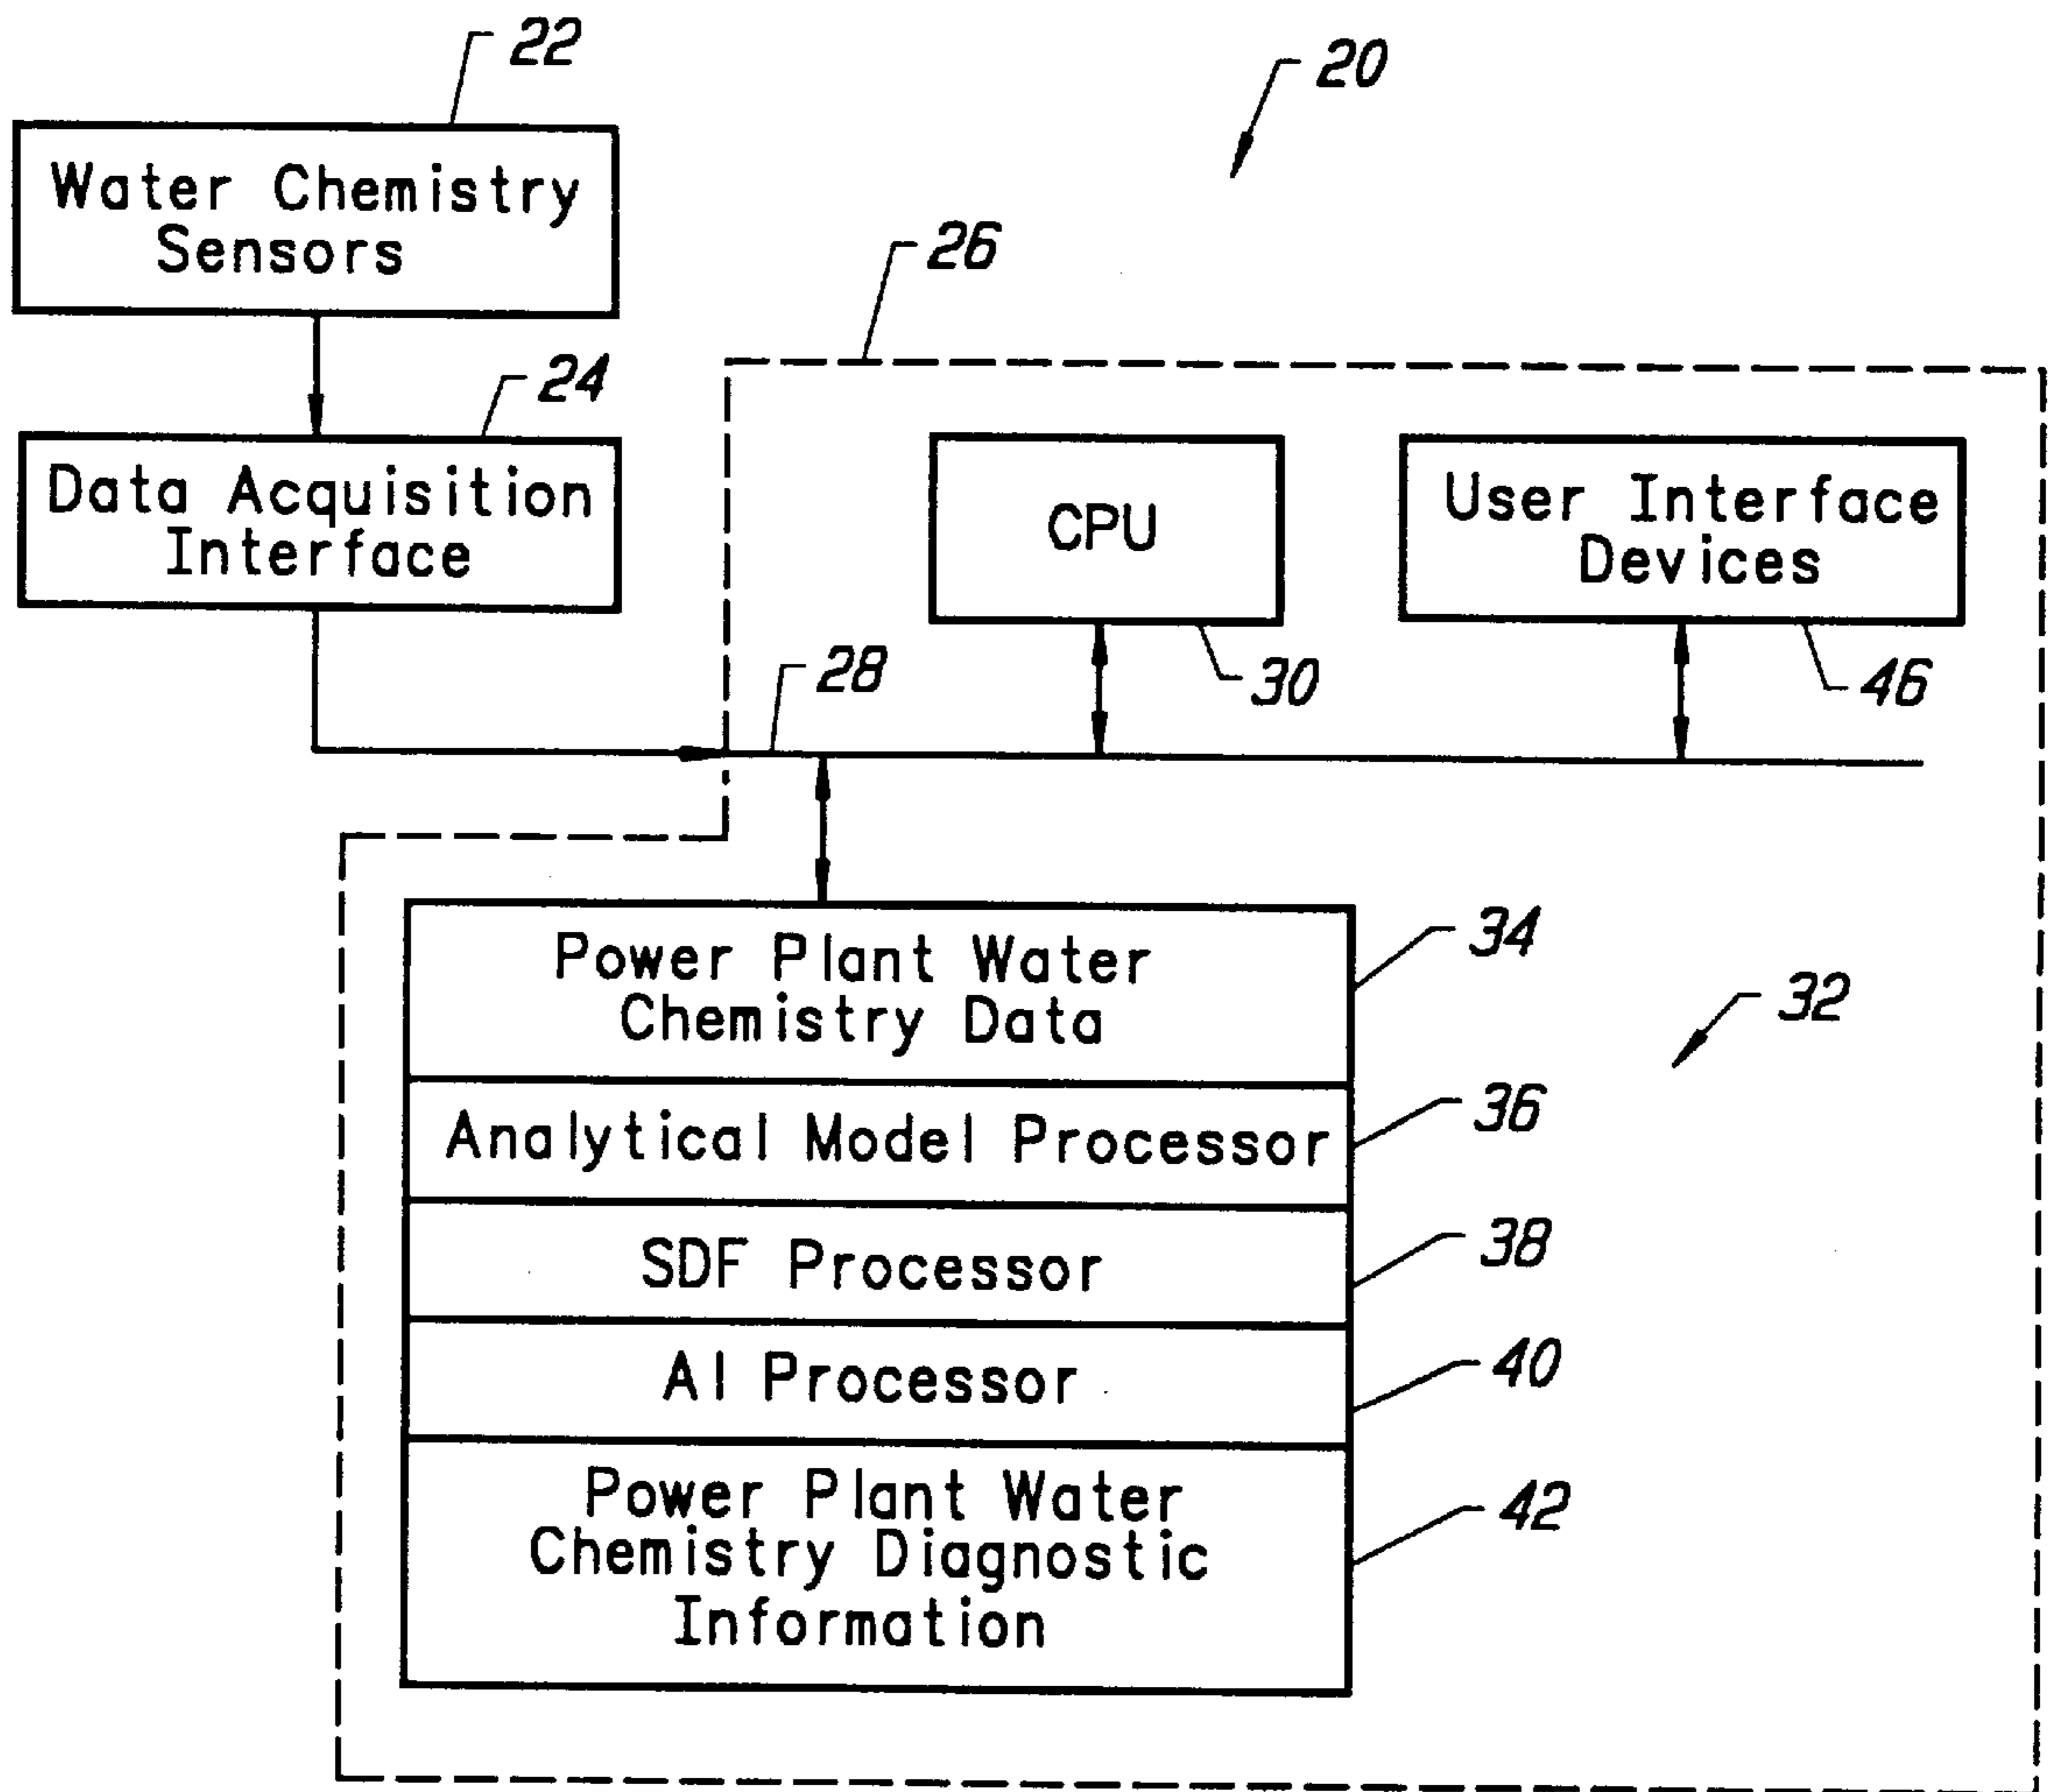 22
20
Water Chemistry
Sensors
26
24
Data Acquisition
Interface
CPU
User Interface
Devices
28
30
46
Power Plant Water
Chemistry Data
34
32
Analytical Model Processor
36
SDF Processor
38
AI Processor
40
Power Plant Water
Chemistry Diagnostic
Information
42